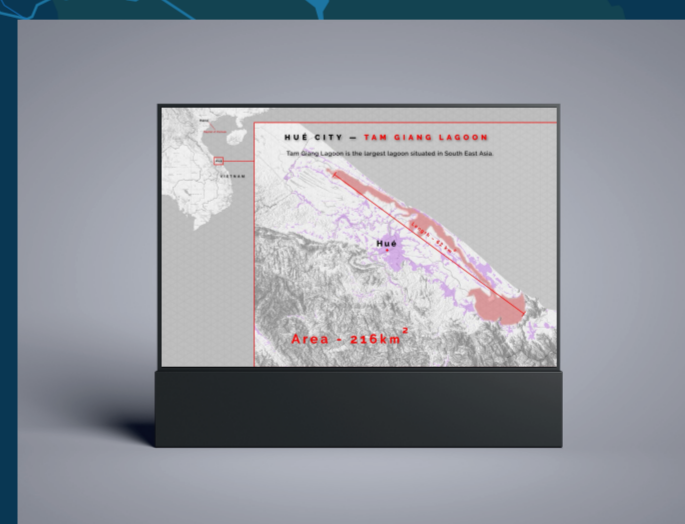 HUẾ CITY — TAM GIANG LAGOON
Tam Giang Lagoon is the largest lagoon situated in South East Asia.
VIETNAM
Hué
Area - 216km²